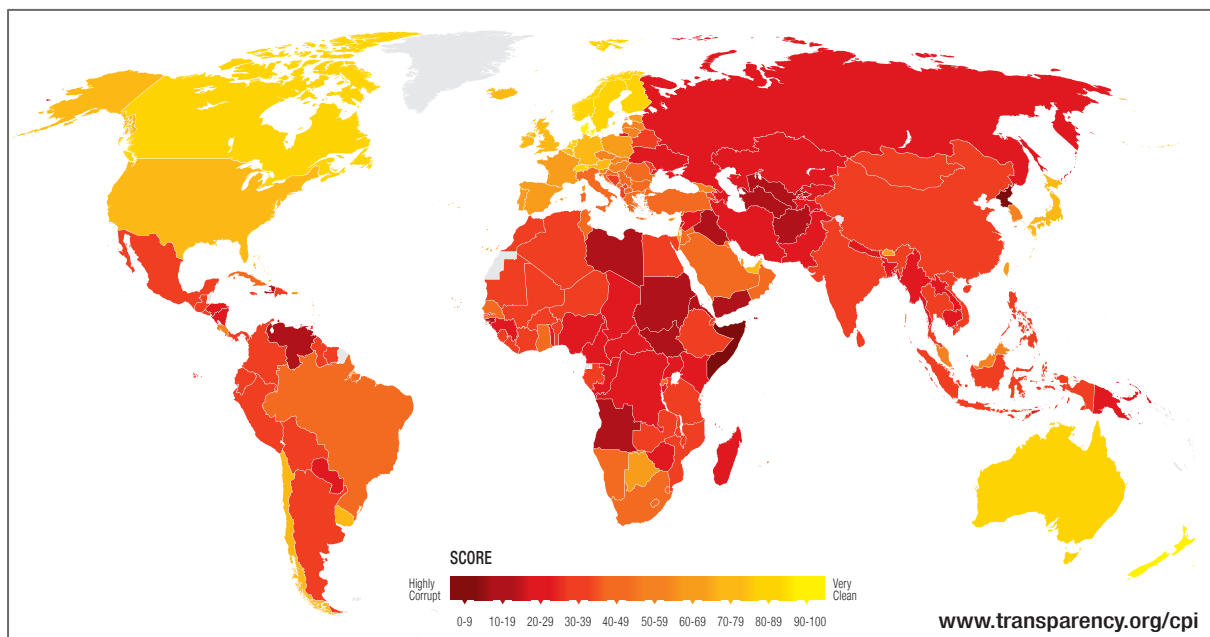 SCORE
Highly
Corrupt
Very
Clean
0-9 10-19 20-29 30-39 40-49 50-59 60-69 70-79 80-89 90-100
www.transparency.org/cpi